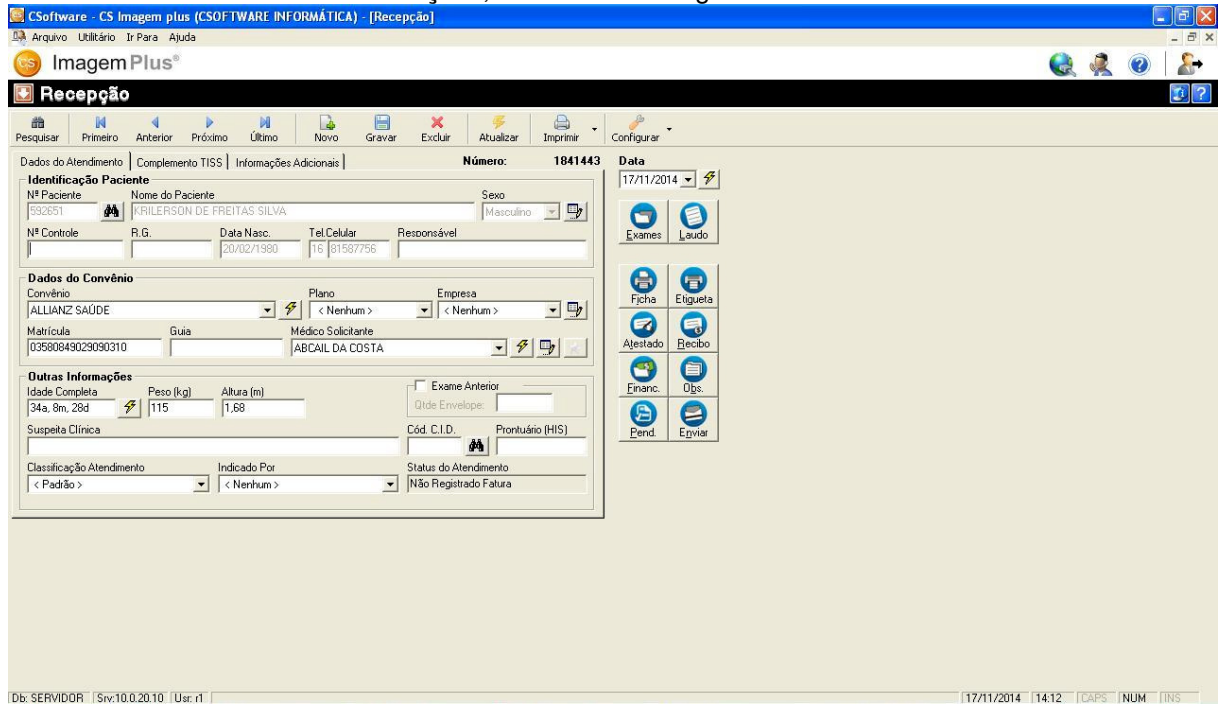 CSoftware - CS Imagem plus (CSOFTWARE INFORMÁTICA) - [Recepção]
Arquivo Utilitário Ir Para Ajuda
CS Imagem Plus®
Recepção
Pesquisar Primeiro Anterior Próximo Último Novo Gravar Excluir Atualizar Imprimir Configurar
Dados do Atendimento Complemento TISS Informações Adicionais Número: 1841443 Data
17/11/2014
Identificação Paciente
Nª Paciente Nome do Paciente Sexo
592651 KRILERSON DE FREITAS SILVA Masculino
Nª Controle R.G. Data Nasc. Tel.Celular Responsável
20/02/1980 16 81587756
Exames Laudo
Dados do Convênio
Convênio Plano Empresa
ALLIANZ SAÚDE < Nenhum > < Nenhum >
Ficha Etiqueta
Matrícula Guia Médico Solicitante
03580849029090310 ABCAIL DA COSTA
Atestado Recibo
Outras Informações
Idade Completa Peso (kg) Altura (m) Exame Anterior
34a, 8m, 28d 115 1,68 Qtde Envelope:
Financ. Obs.
Suspeita Clínica Cód. C.I.D. Prontuário (HIS)
Pend. Enviar
Classificação Atendimento Indicado Por Status do Atendimento
< Padrão > < Nenhum > Não Registrado Fatura
Db: SERVIDOR Srv:10.0.20.10 Usr: r1 17/11/2014 14:12 CAPS NUM INS